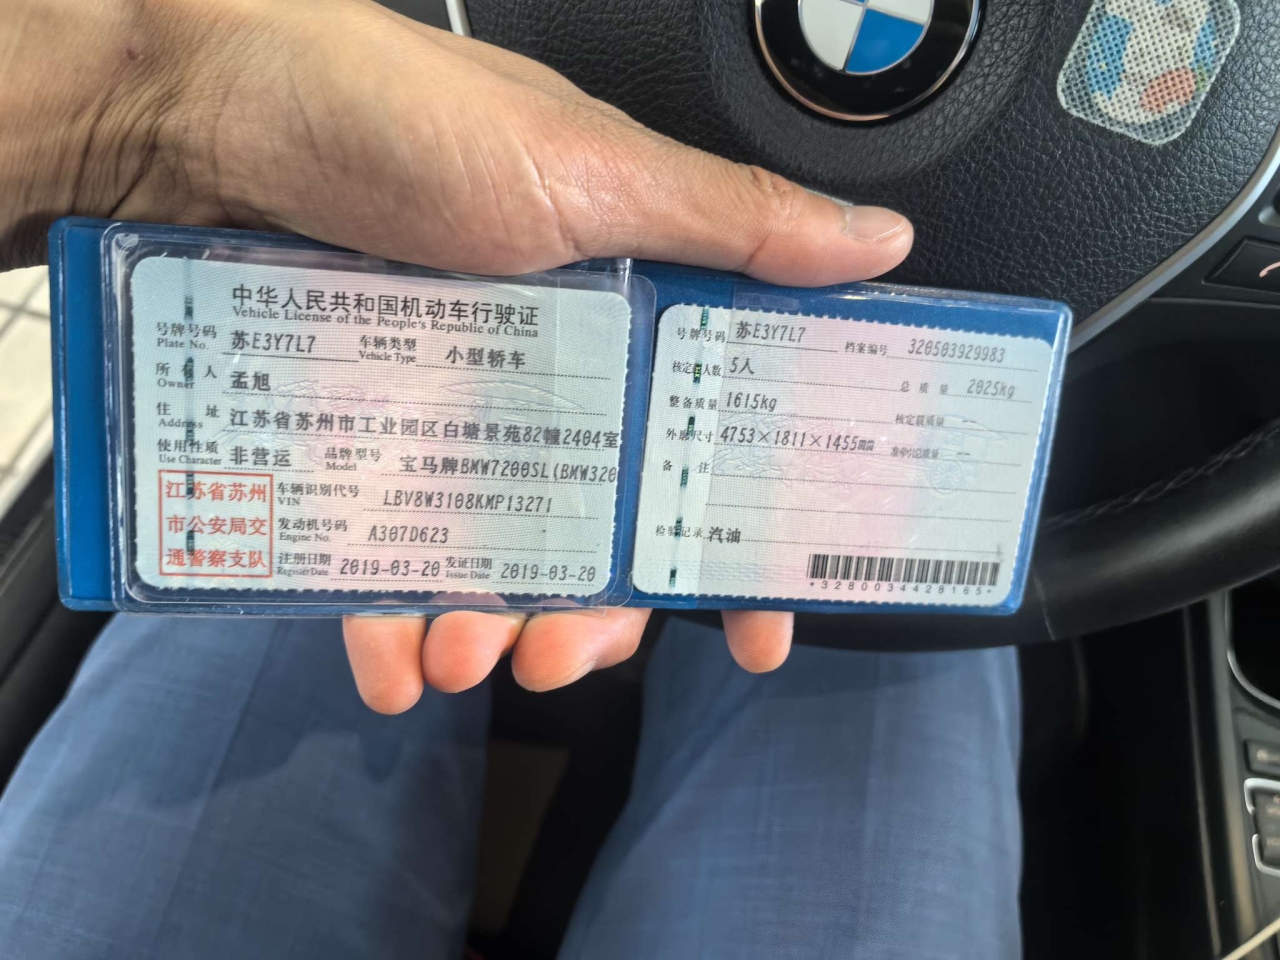 中华人民共和国机动车行驶证
Vehicle License of the People's Republic of China
号牌号码 苏E3Y7L7 车辆类型 小型轿车
Plate No. Vehicle Type
所有人 孟旭
Owner
住址 江苏省苏州市工业园区白塘景苑82幢2404室
Address
使用性质 非营运 品牌型号 宝马牌BMW7200SL(BMW320
Use Character Model
江苏省苏州
市公安局交
通警察支队
车辆识别代号 LBV8W3108KMP13271
VIN
发动机号码 A307D623
Engine No.
注册日期 2019-03-20 发证日期 2019-03-20
Register Date Issue Date
号牌号码 苏E3Y7L7 档案编号 320503929983
核定载人数 5人 总质量 2025kg
整备质量 1615kg 核定载质量 --
外廓尺寸 4753×1811×1455mm 准牵引总质量 --
备注
检验记录 汽油
*3280034428165*